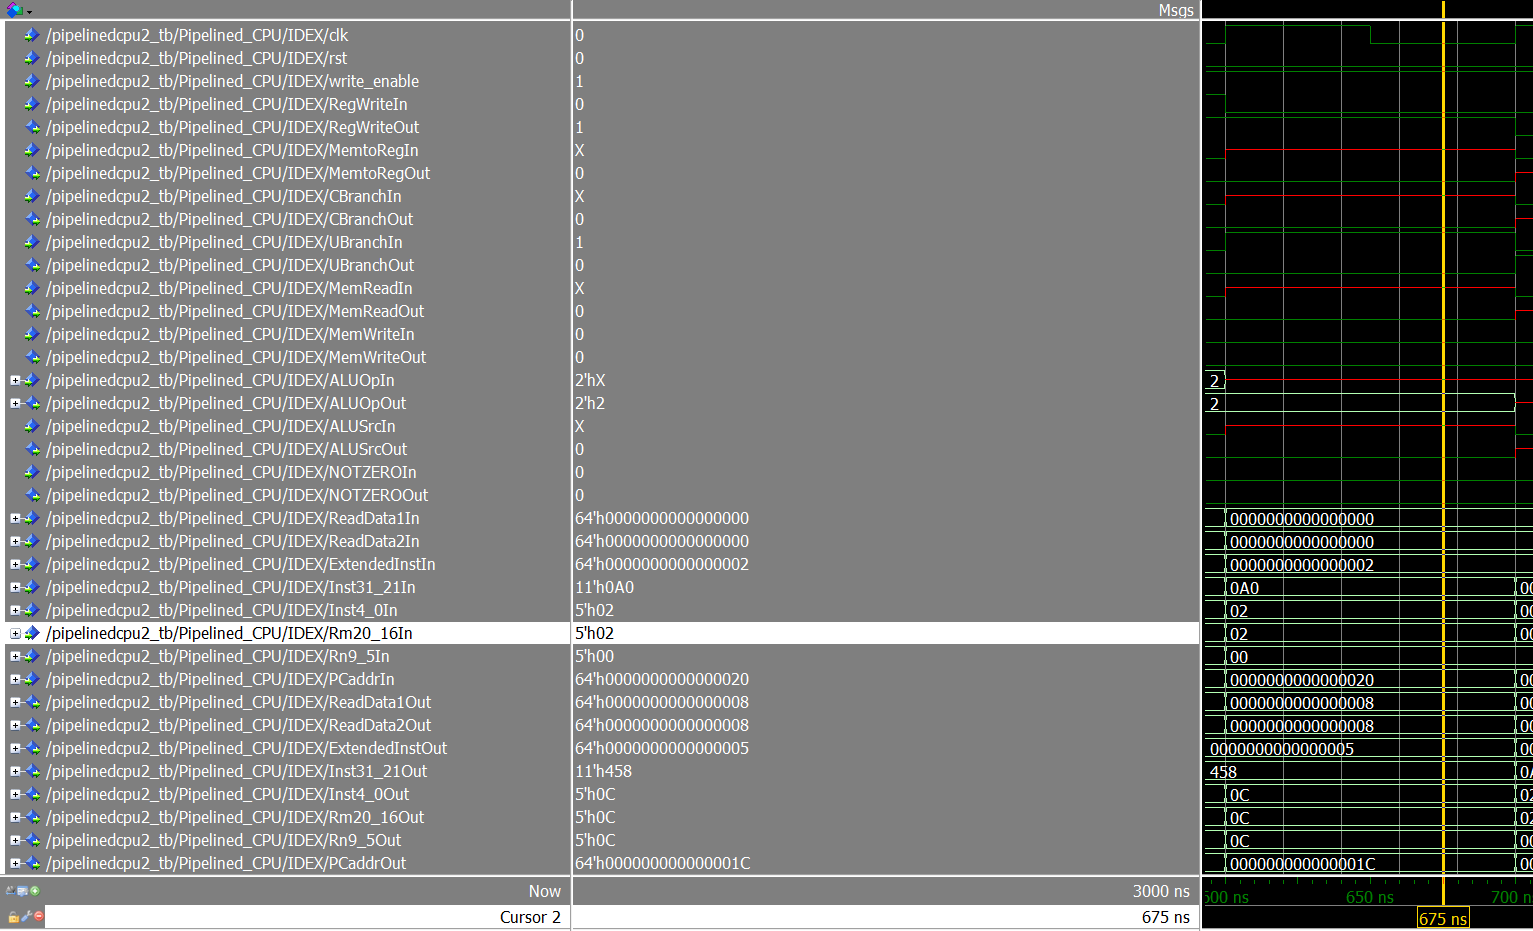 Msgs
/pipelinedcpu2_tb/Pipelined_CPU/IDEX/clk 0
/pipelinedcpu2_tb/Pipelined_CPU/IDEX/rst 0
/pipelinedcpu2_tb/Pipelined_CPU/IDEX/write_enable 1
/pipelinedcpu2_tb/Pipelined_CPU/IDEX/RegWriteIn 0
/pipelinedcpu2_tb/Pipelined_CPU/IDEX/RegWriteOut 1
/pipelinedcpu2_tb/Pipelined_CPU/IDEX/MemtoRegIn X
/pipelinedcpu2_tb/Pipelined_CPU/IDEX/MemtoRegOut 0
/pipelinedcpu2_tb/Pipelined_CPU/IDEX/CBranchIn X
/pipelinedcpu2_tb/Pipelined_CPU/IDEX/CBranchOut 0
/pipelinedcpu2_tb/Pipelined_CPU/IDEX/UBranchIn 1
/pipelinedcpu2_tb/Pipelined_CPU/IDEX/UBranchOut 0
/pipelinedcpu2_tb/Pipelined_CPU/IDEX/MemReadIn X
/pipelinedcpu2_tb/Pipelined_CPU/IDEX/MemReadOut 0
/pipelinedcpu2_tb/Pipelined_CPU/IDEX/MemWriteIn 0
/pipelinedcpu2_tb/Pipelined_CPU/IDEX/MemWriteOut 0
/pipelinedcpu2_tb/Pipelined_CPU/IDEX/ALUOpIn 2'hX 2
/pipelinedcpu2_tb/Pipelined_CPU/IDEX/ALUOpOut 2'h2 2
/pipelinedcpu2_tb/Pipelined_CPU/IDEX/ALUSrcIn X
/pipelinedcpu2_tb/Pipelined_CPU/IDEX/ALUSrcOut 0
/pipelinedcpu2_tb/Pipelined_CPU/IDEX/NOTZEROIn 0
/pipelinedcpu2_tb/Pipelined_CPU/IDEX/NOTZEROOut 0
/pipelinedcpu2_tb/Pipelined_CPU/IDEX/ReadData1In 64'h0000000000000000 0000000000000000
/pipelinedcpu2_tb/Pipelined_CPU/IDEX/ReadData2In 64'h0000000000000000 0000000000000000
/pipelinedcpu2_tb/Pipelined_CPU/IDEX/ExtendedInstIn 64'h0000000000000002 0000000000000002
/pipelinedcpu2_tb/Pipelined_CPU/IDEX/Inst31_21In 11'h0A0 0A0 00
/pipelinedcpu2_tb/Pipelined_CPU/IDEX/Inst4_0In 5'h02 02 00
/pipelinedcpu2_tb/Pipelined_CPU/IDEX/Rm20_16In 5'h02 02 00
/pipelinedcpu2_tb/Pipelined_CPU/IDEX/Rn9_5In 5'h00 00
/pipelinedcpu2_tb/Pipelined_CPU/IDEX/PCaddrIn 64'h0000000000000020 0000000000000020 00
/pipelinedcpu2_tb/Pipelined_CPU/IDEX/ReadData1Out 64'h0000000000000008 0000000000000008 00
/pipelinedcpu2_tb/Pipelined_CPU/IDEX/ReadData2Out 64'h0000000000000008 0000000000000008 00
/pipelinedcpu2_tb/Pipelined_CPU/IDEX/ExtendedInstOut 64'h0000000000000005 0000000000000005 00
/pipelinedcpu2_tb/Pipelined_CPU/IDEX/Inst31_21Out 11'h458 458 0A
/pipelinedcpu2_tb/Pipelined_CPU/IDEX/Inst4_0Out 5'h0C 0C 02
/pipelinedcpu2_tb/Pipelined_CPU/IDEX/Rm20_16Out 5'h0C 0C 02
/pipelinedcpu2_tb/Pipelined_CPU/IDEX/Rn9_5Out 5'h0C 0C 00
/pipelinedcpu2_tb/Pipelined_CPU/IDEX/PCaddrOut 64'h000000000000001C 000000000000001C 00
Now 3000 ns 600 ns 650 ns 700 n
Cursor 2 675 ns 675 ns